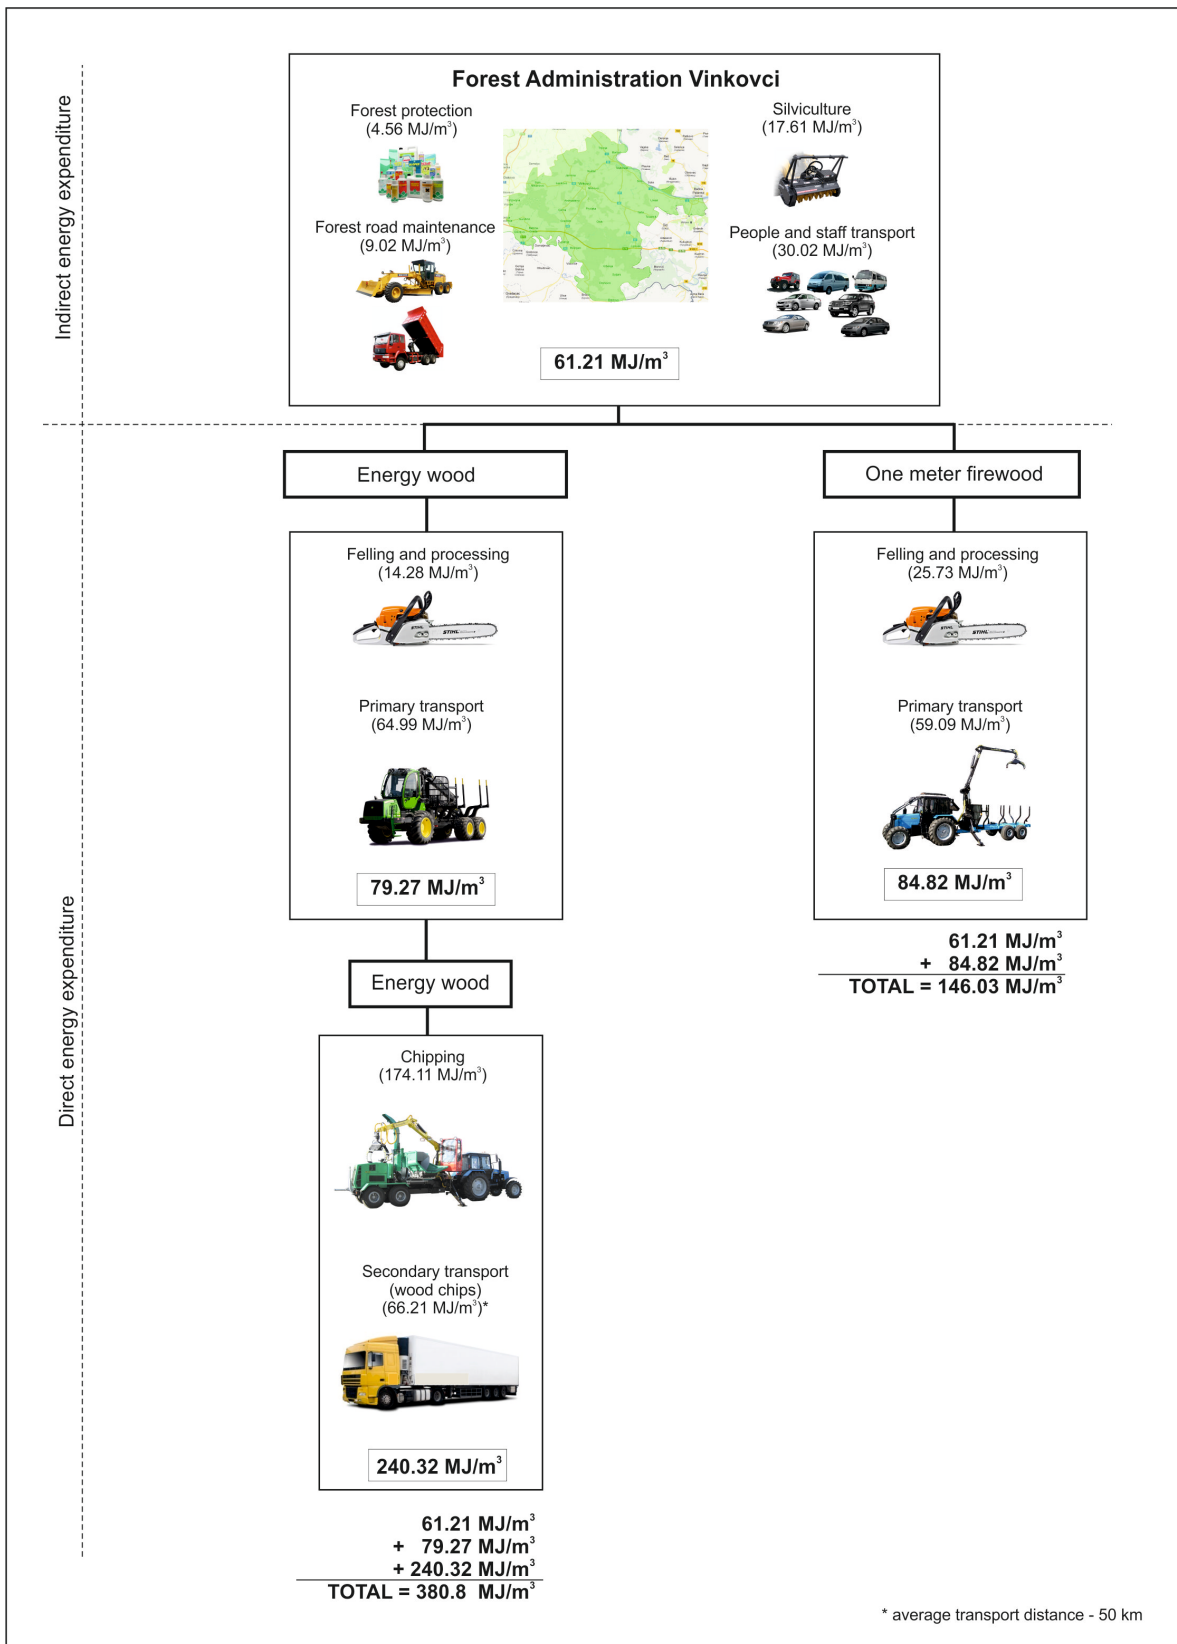 Indirect energy expenditure
Forest Administration Vinkovci
Forest protection
(4.56 MJ/m³)
Silviculture
(17.61 MJ/m³)
Forest road maintenance
(9.02 MJ/m³)
People and staff transport
(30.02 MJ/m³)
61.21 MJ/m³
Direct energy expenditure
Energy wood
Felling and processing
(14.28 MJ/m³)
STIHL
Primary transport
(64.99 MJ/m³)
79.27 MJ/m³
Energy wood
Chipping
(174.11 MJ/m³)
Secondary transport
(wood chips)
(66.21 MJ/m³)*
240.32 MJ/m³
61.21 MJ/m³
+ 79.27 MJ/m³
+ 240.32 MJ/m³
TOTAL = 380.8 MJ/m³
One meter firewood
Felling and processing
(25.73 MJ/m³)
STIHL
Primary transport
(59.09 MJ/m³)
84.82 MJ/m³
61.21 MJ/m³
+ 84.82 MJ/m³
TOTAL = 146.03 MJ/m³
* average transport distance - 50 km